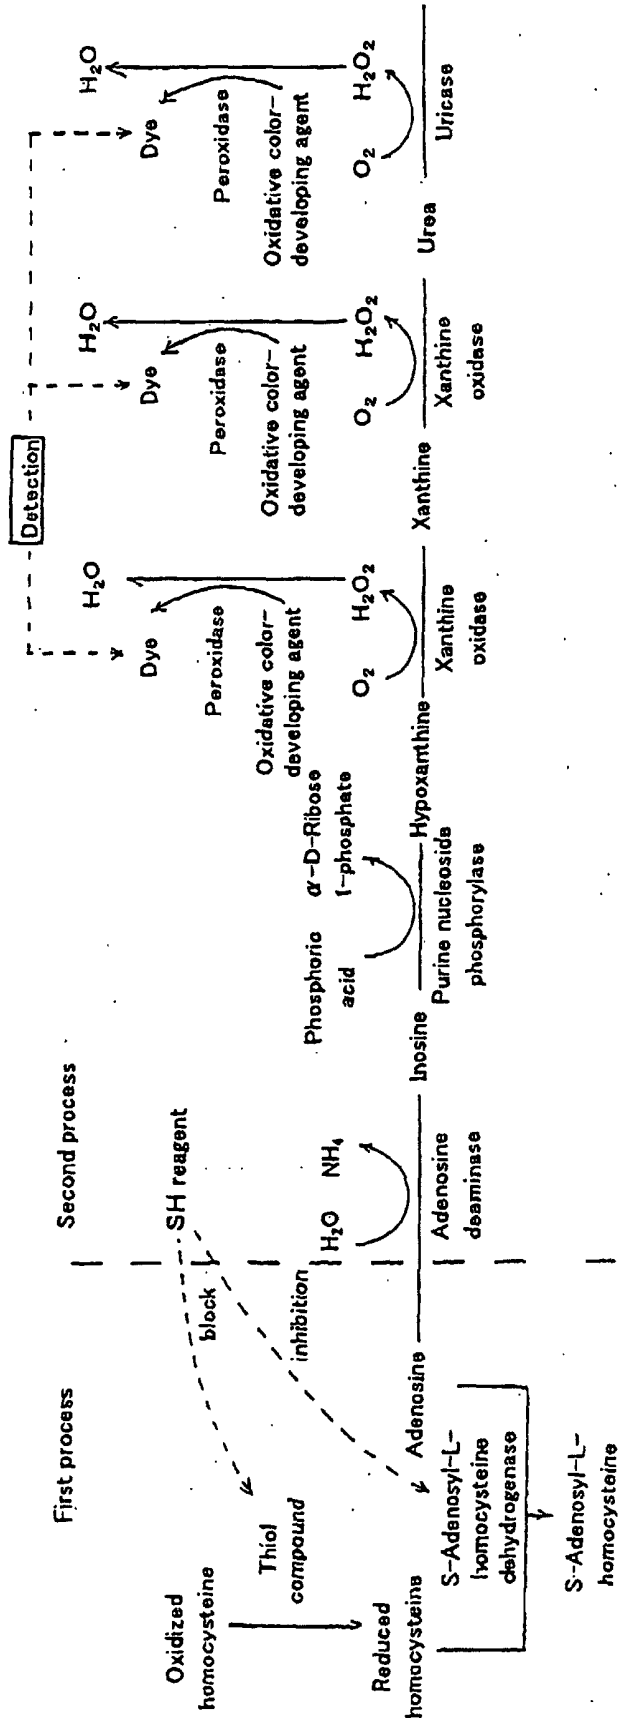 First process
Second process
Detection
Oxidized
homocysteine
Thiol
compound
SH reagent
block
inhibition
Reduced
homocysteine
Adenosine
S-Adenosyl-L-
homocysteine
dehydrogenase
S-Adenosyl-L-
homocysteine
H₂O
NH₄
Adenosine
deaminase
Inosine
Phosphoric
acid
α-D-Ribose
1-phosphate
Purine nucleoside
phosphorylase
Hypoxanthine
O₂
H₂O₂
Xanthine
oxidase
Oxidative color-
developing agent
Peroxidase
Dye
H₂O
Xanthine
O₂
H₂O₂
Xanthine
oxidase
Oxidative color-
developing agent
Peroxidase
Dye
H₂O
Urea
O₂
H₂O₂
Uricase
Oxidative color-
developing agent
Peroxidase
Dye
H₂O